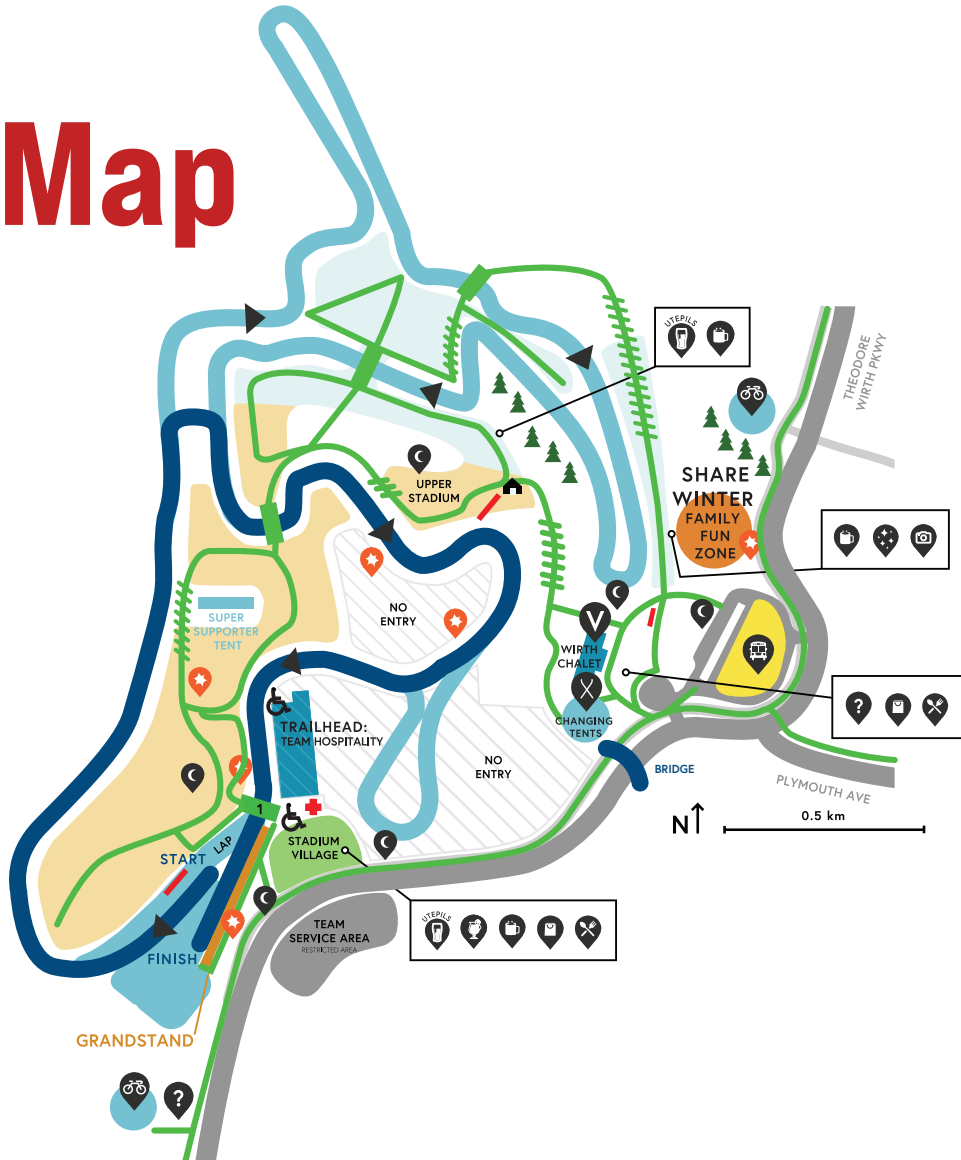 Map
UTEPILS
THEODORE
WIRTH PKWY
UPPER
STADIUM
SHARE
WINTER
FAMILY
FUN
ZONE
NO
ENTRY
SUPER
SUPPORTER
TENT
V
WIRTH
CHALET
?
CHANGING
TENTS
TRAILHEAD:
TEAM HOSPITALITY
NO
ENTRY
BRIDGE
PLYMOUTH AVE
N
0.5 km
1
LAP
START
STADIUM
VILLAGE
UTEPILS
TEAM
SERVICE AREA
RESTRICTED AREA
FINISH
GRANDSTAND
?